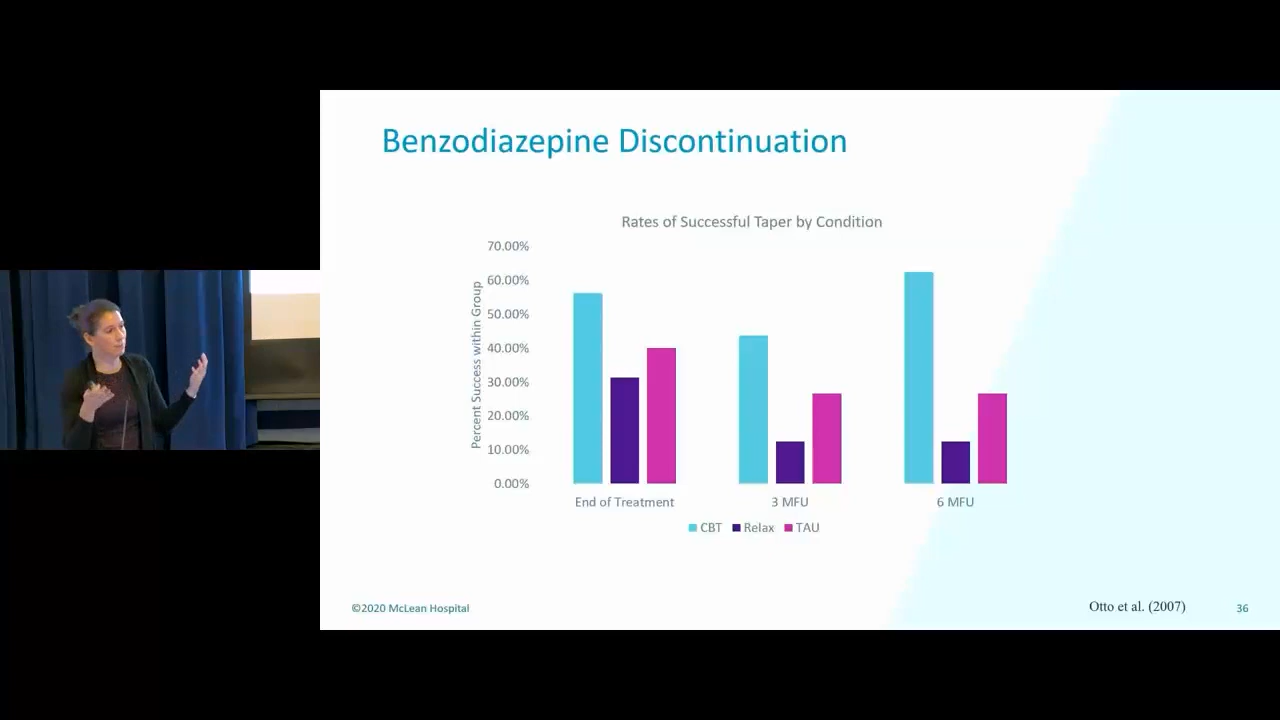 Benzodiazepine Discontinuation
Rates of Successful Taper by Condition
Percent Success within Group
70.00%
60.00%
50.00%
40.00%
30.00%
20.00%
10.00%
0.00%
End of Treatment 3 MFU 6 MFU
CBT Relax TAU
©2020 McLean Hospital Otto et al. (2007) 36